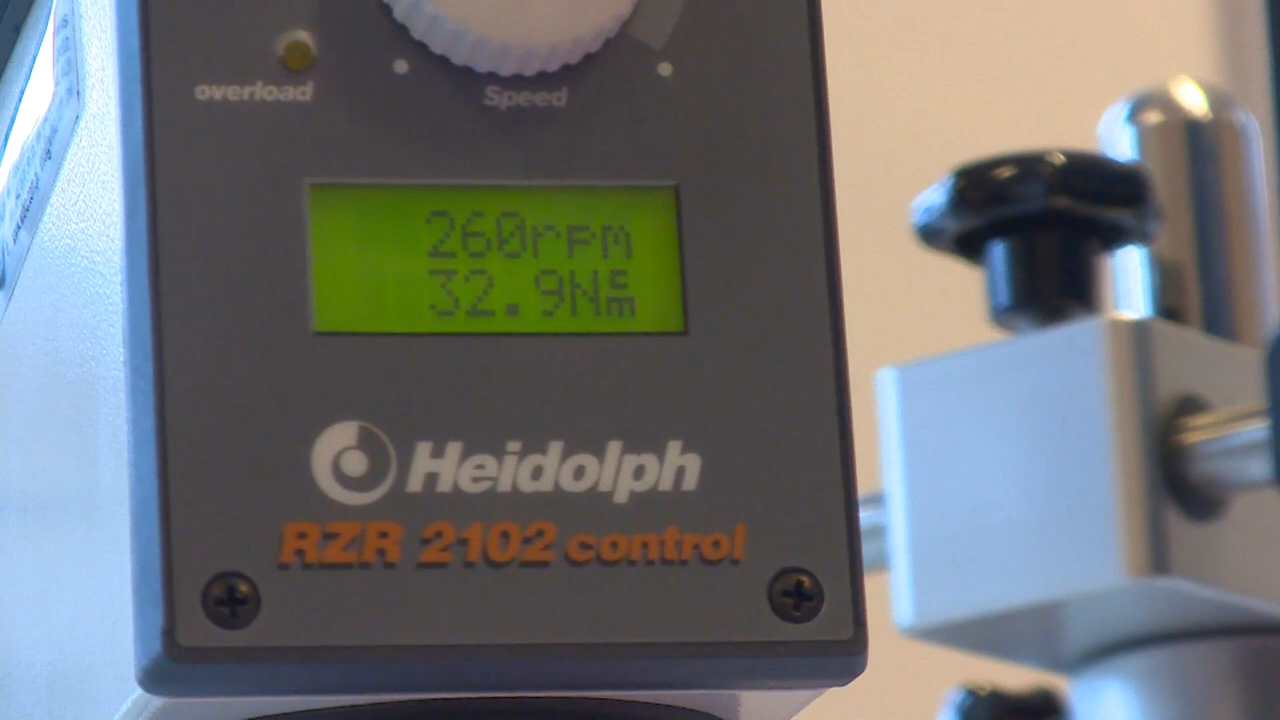 overload
Speed
260rpm
32.9Ncm
Heidolph
RZR 2102 control